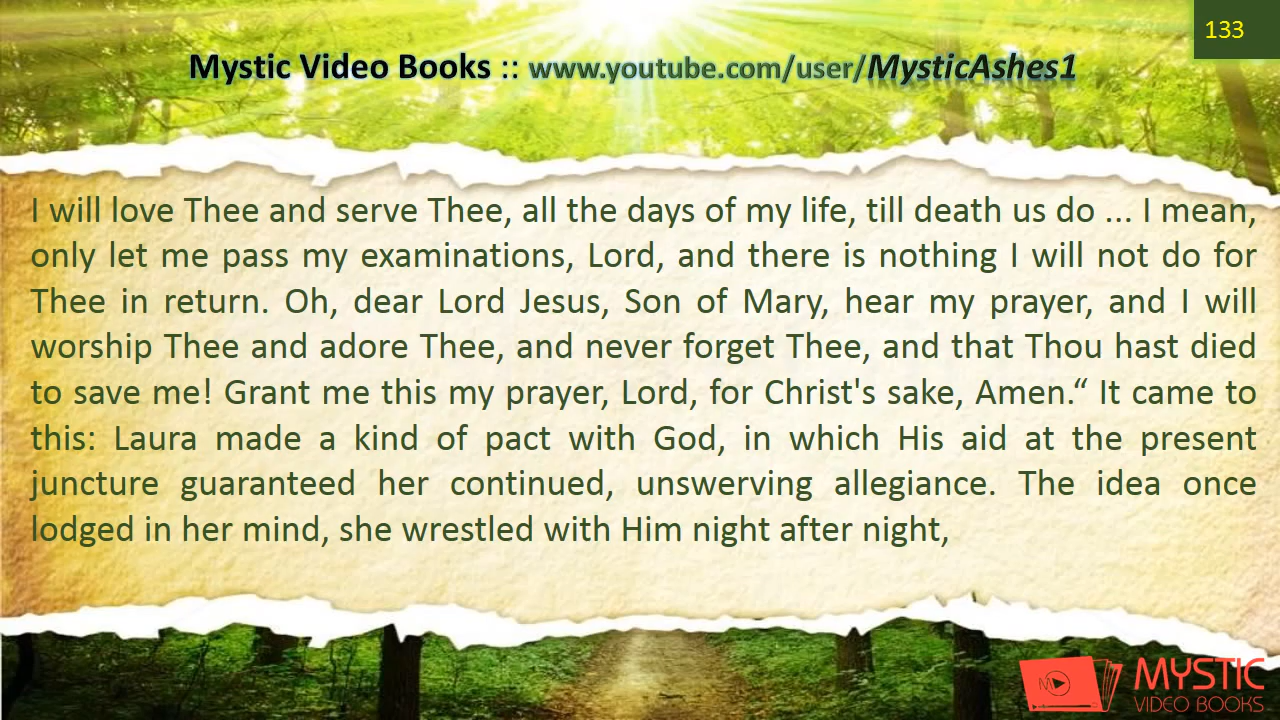 133
Mystic Video Books :: www.youtube.com/user/MysticAshes1
I will love Thee and serve Thee, all the days of my life, till death us do ... I mean,
only let me pass my examinations, Lord, and there is nothing I will not do for
Thee in return. Oh, dear Lord Jesus, Son of Mary, hear my prayer, and I will
worship Thee and adore Thee, and never forget Thee, and that Thou hast died
to save me! Grant me this my prayer, Lord, for Christ's sake, Amen.“ It came to
this: Laura made a kind of pact with God, in which His aid at the present
juncture guaranteed her continued, unswerving allegiance. The idea once
lodged in her mind, she wrestled with Him night after night,
M
MYSTIC
VIDEO BOOKS